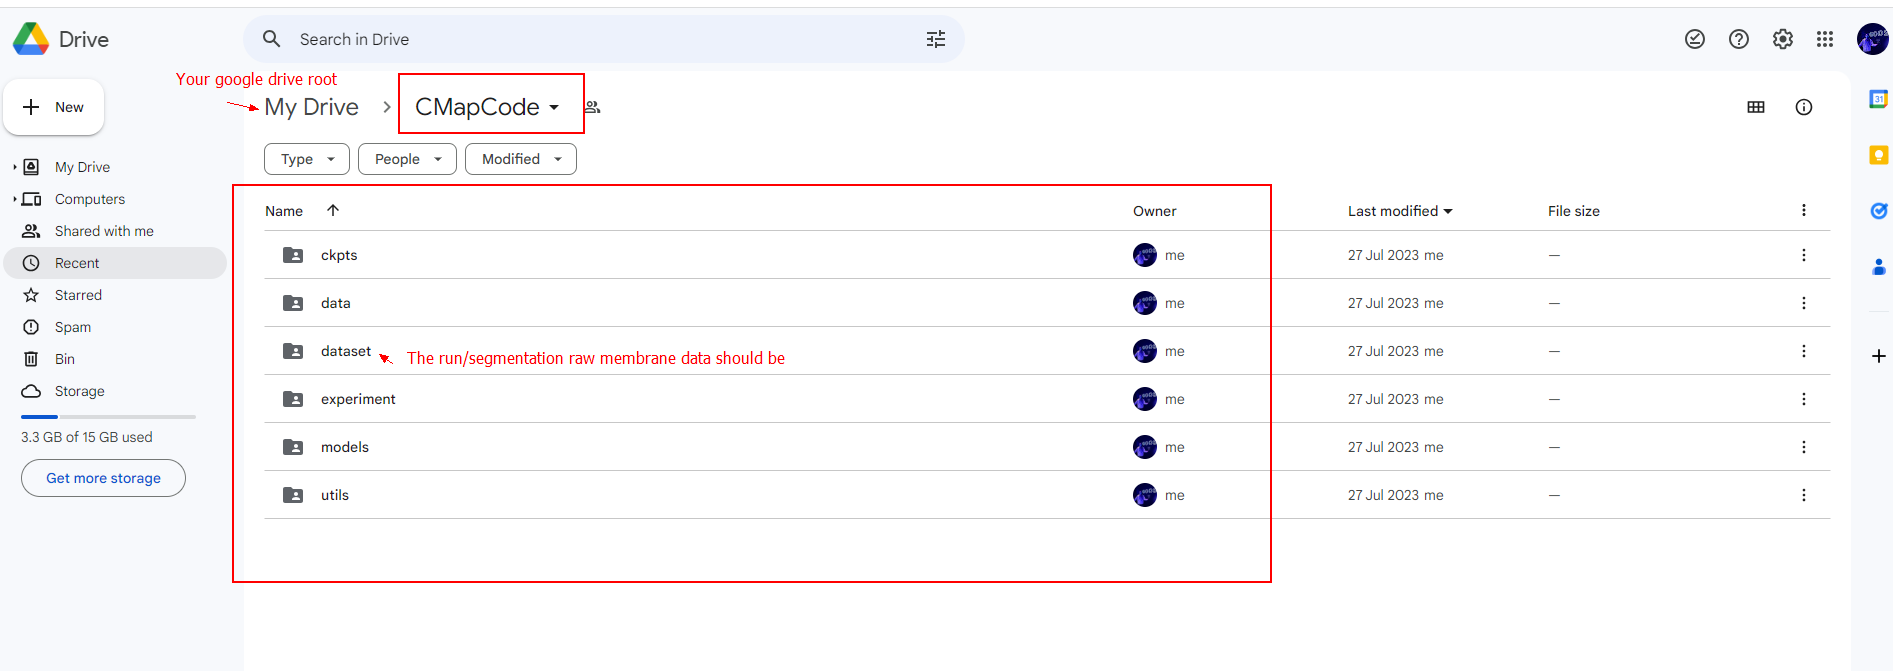 Drive
Search in Drive
Your google drive root
New
My Drive
CMapCode
Type
People
Modified
My Drive
Computers
Shared with me
Recent
Starred
Spam
Bin
Storage
3.3 GB of 15 GB used
Get more storage
Name Owner Last modified File size
ckpts me 27 Jul 2023 me —
data me 27 Jul 2023 me —
dataset The run/segmentation raw membrane data should be me 27 Jul 2023 me —
experiment me 27 Jul 2023 me —
models me 27 Jul 2023 me —
utils me 27 Jul 2023 me —
31